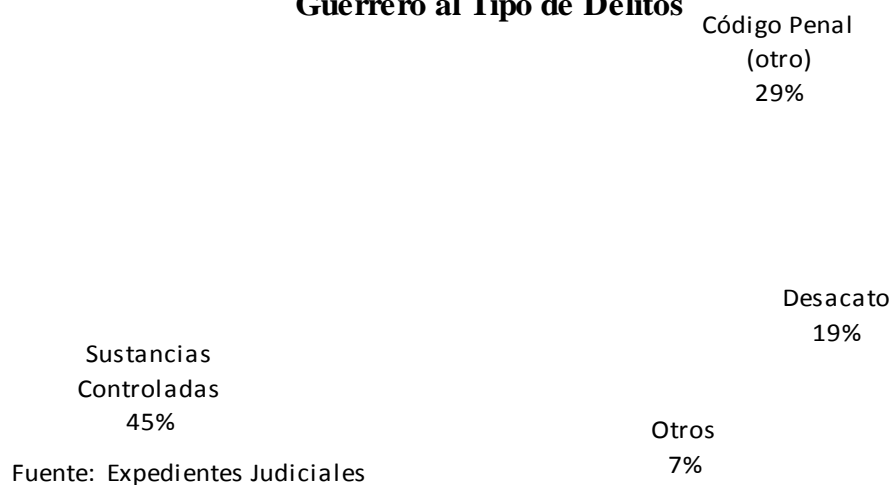 Guerrero al Tipo de Delitos
Código Penal
(otro)
29%
Desacato
19%
Sustancias
Controladas
45%
Otros
7%
Fuente: Expedientes Judiciales